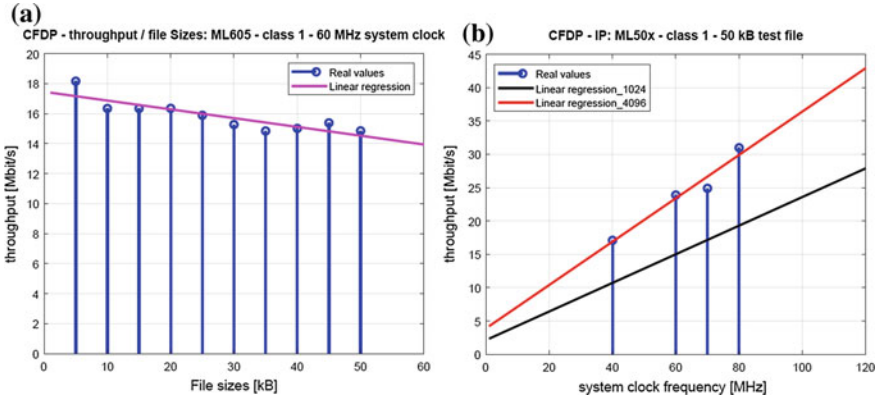 (a)
CFDP - throughput / file Sizes: ML605 - class 1 - 60 MHz system clock
throughput [Mbit/s]
20
18
16
14
12
10
8
6
4
2
0
Real values
Linear regression
0 10 20 30 40 50 60
File sizes [kB]
(b)
CFDP - IP: ML50x - class 1 - 50 kB test file
throughput [Mbit/s]
45
40
35
30
25
20
15
10
5
0
Real values
Linear regression_1024
Linear regression_4096
0 20 40 60 80 100 120
system clock frequency [MHz]